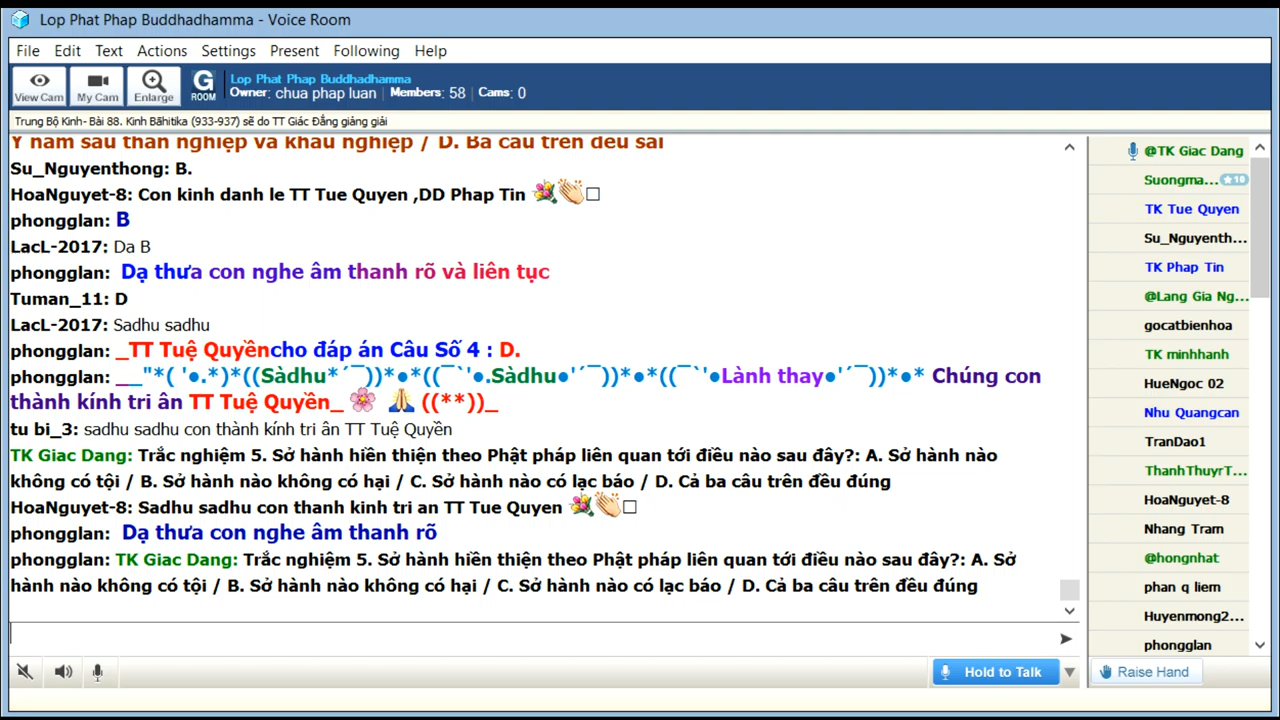 Lop Phat Phap Buddhadhamma - Voice Room
File Edit Text Actions Settings Present Following Help
View Cam My Cam Enlarge G ROOM
Lop Phat Phap Buddhadhamma
Owner: chua phap luan Members: 58 Cams: 0
Trung Bộ Kinh- Bài 88. Kinh Bāhitika (933-937) sẽ do TT Giác Đẳng giảng giải
Y nằm sau thân nghiệp và khẩu nghiệp / D. Ba câu trên đều sai
Su_Nguyenthong: B.
HoaNguyet-8: Con kinh danh le TT Tue Quyen ,DD Phap Tin 💐👏□
phongglan: B
LacL-2017: Da B
phongglan: Dạ thưa con nghe âm thanh rõ và liên tục
Tuman_11: D
LacL-2017: Sadhu sadhu
phongglan: _TT Tuệ Quyềncho đáp án Câu Số 4 : D.
phongglan: __"*( '●.*)*((Sàdhu*´¯))*●*((¯`'●.Sàdhu●'´¯))*●*((¯`'●Lành thay●'´¯))*●* Chúng con
thành kính tri ân TT Tuệ Quyền_ 🌸 🙏 ((**))_
tu bi_3: sadhu sadhu con thành kính tri ân TT Tuệ Quyền
TK Giac Dang: Trắc nghiệm 5. Sở hành hiền thiện theo Phật pháp liên quan tới điều nào sau đây?: A. Sở hành nào
không có tội / B. Sở hành nào không có hại / C. Sở hành nào có lạc báo / D. Cả ba câu trên đều đúng
HoaNguyet-8: Sadhu sadhu con thanh kinh tri an TT Tue Quyen 💐👏□
phongglan: Dạ thưa con nghe âm thanh rõ
phongglan: TK Giac Dang: Trắc nghiệm 5. Sở hành hiền thiện theo Phật pháp liên quan tới điều nào sau đây?: A. Sở
hành nào không có tội / B. Sở hành nào không có hại / C. Sở hành nào có lạc báo / D. Cả ba câu trên đều đúng
Hold to Talk
@TK Giac Dang
Suongma... ★10
TK Tue Quyen
Su_Nguyenth...
TK Phap Tin
@Lang Gia Ng...
gocatbienhoa
TK minhhanh
HueNgoc 02
Nhu Quangcan
TranDao1
ThanhThuyrT...
HoaNguyet-8
Nhang Tram
@hongnhat
phan q liem
Huyenmong2...
phongglan
Raise Hand